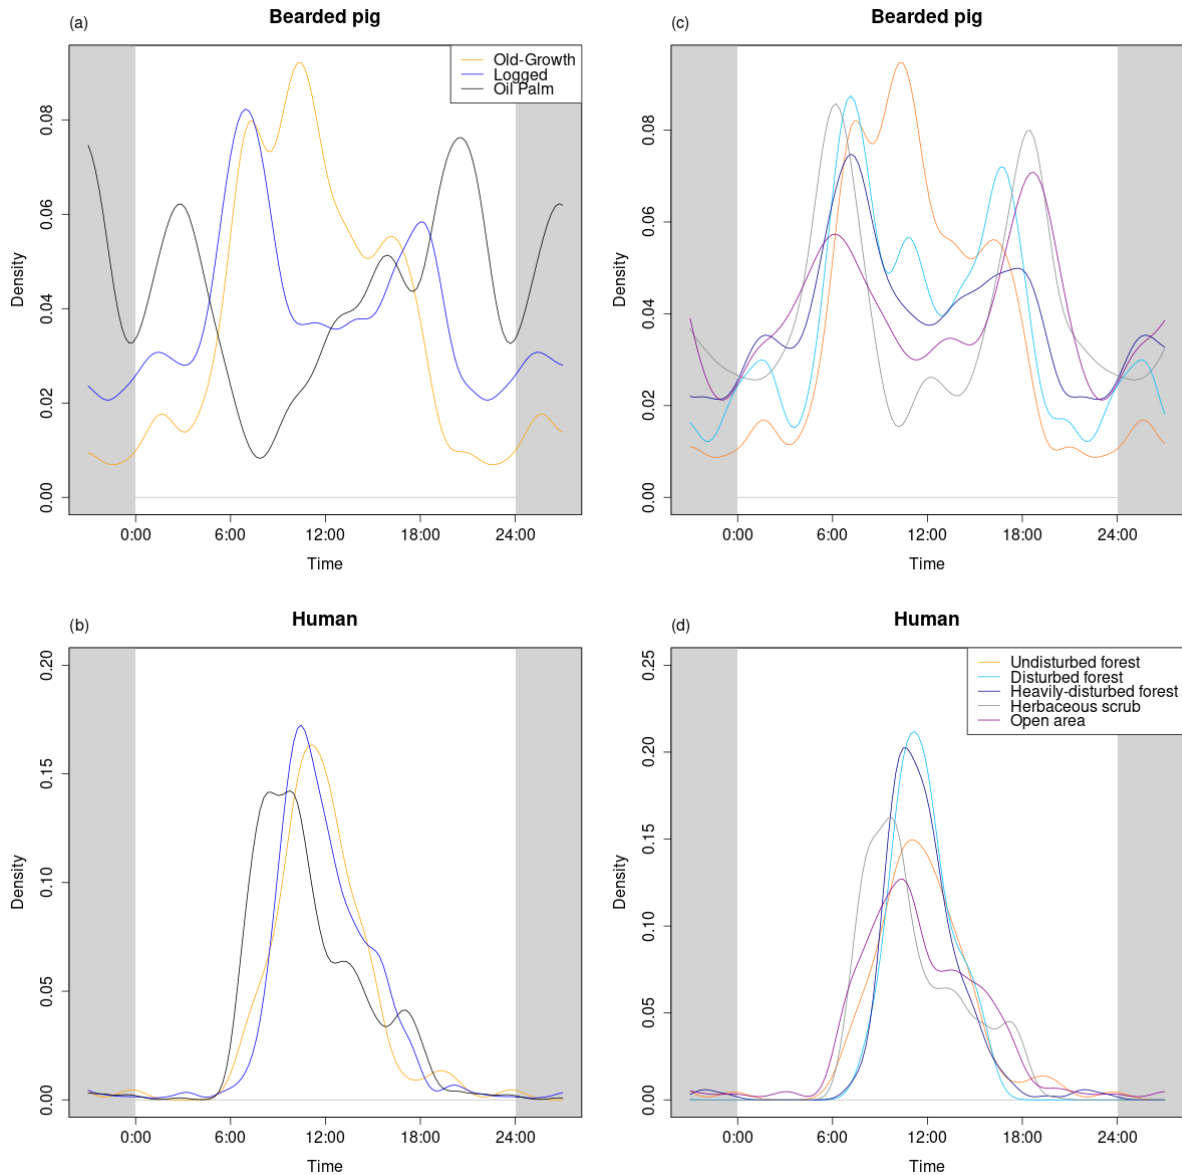 (a)
Bearded pig
Old-Growth
Logged
Oil Palm
Density
0.00
0.02
0.04
0.06
0.08
0:00
6:00
12:00
18:00
24:00
Time
(c)
Bearded pig
Density
0.00
0.02
0.04
0.06
0.08
0:00
6:00
12:00
18:00
24:00
Time
(b)
Human
Density
0.00
0.05
0.10
0.15
0.20
0:00
6:00
12:00
18:00
24:00
Time
(d)
Human
Undisturbed forest
Disturbed forest
Heavily-disturbed forest
Herbaceous scrub
Open area
Density
0.00
0.05
0.10
0.15
0.20
0.25
0:00
6:00
12:00
18:00
24:00
Time